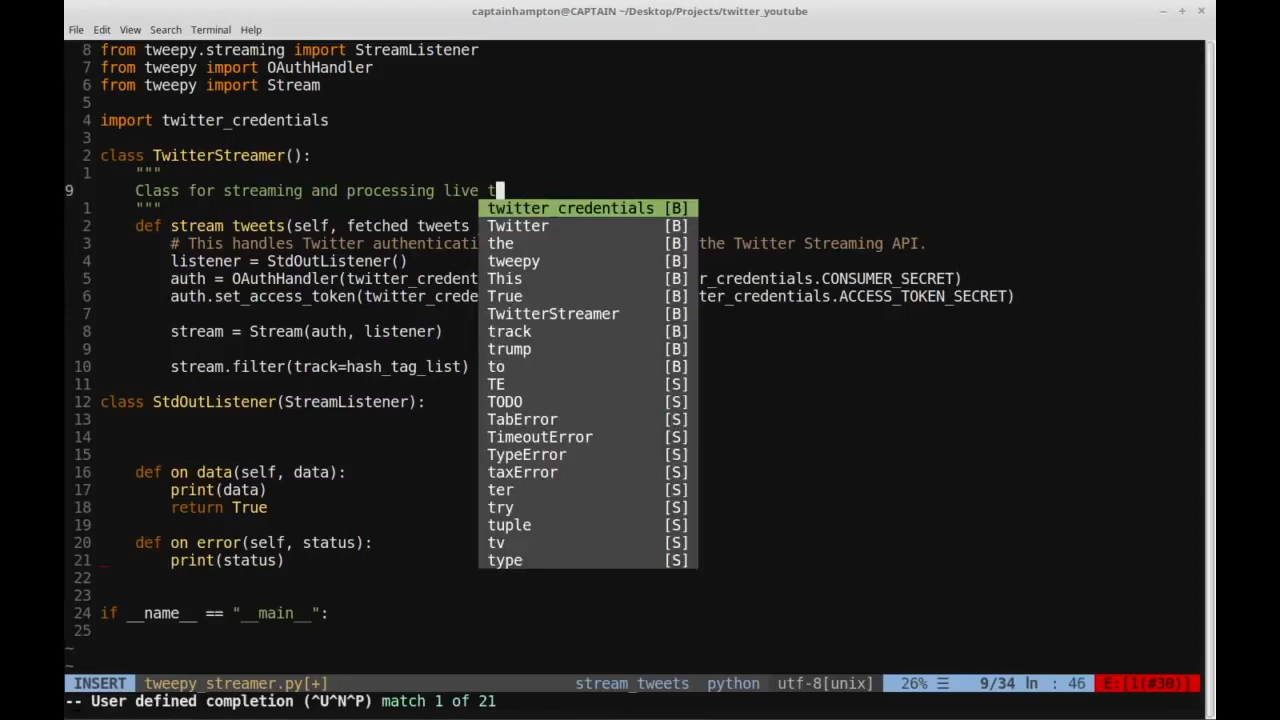 captainhampton@CAPTAIN ~/Desktop/Projects/twitter_youtube
File Edit View Search Terminal Help
8 from tweepy.streaming import StreamListener
7 from tweepy import OAuthHandler
6 from tweepy import Stream
5
4 import twitter_credentials
3
2 class TwitterStreamer():
1 """
9 Class for streaming and processing live t
1 """ twitter_credentials [B]
2 def stream_tweets(self, fetched_tweets Twitter [B]
3 # This handles Twitter authenticati the [B] the Twitter Streaming API.
4 listener = StdOutListener() tweepy [B]
5 auth = OAuthHandler(twitter_credent This [B] r_credentials.CONSUMER_SECRET)
6 auth.set_access_token(twitter_crede True [B] ter_credentials.ACCESS_TOKEN_SECRET)
7 TwitterStreamer [B]
8 stream = Stream(auth, listener) track [B]
9 trump [B]
10 stream.filter(track=hash_tag_list) to [B]
11 TE [S]
12 class StdOutListener(StreamListener): TODO [S]
13 TabError [S]
14 TimeoutError [S]
15 TypeError [S]
16 def on_data(self, data): taxError [S]
17 print(data) ter [S]
18 return True try [S]
19 tuple [S]
20 def on_error(self, status): tv [S]
21 print(status) type [S]
22
23
24 if __name__ == "__main__":
25
~
~
INSERT tweepy_streamer.py[+] stream_tweets python utf-8[unix] 26% ☰ 9/34 ln : 46 E:[1(#30)]
-- User defined completion (^U^N^P) match 1 of 21